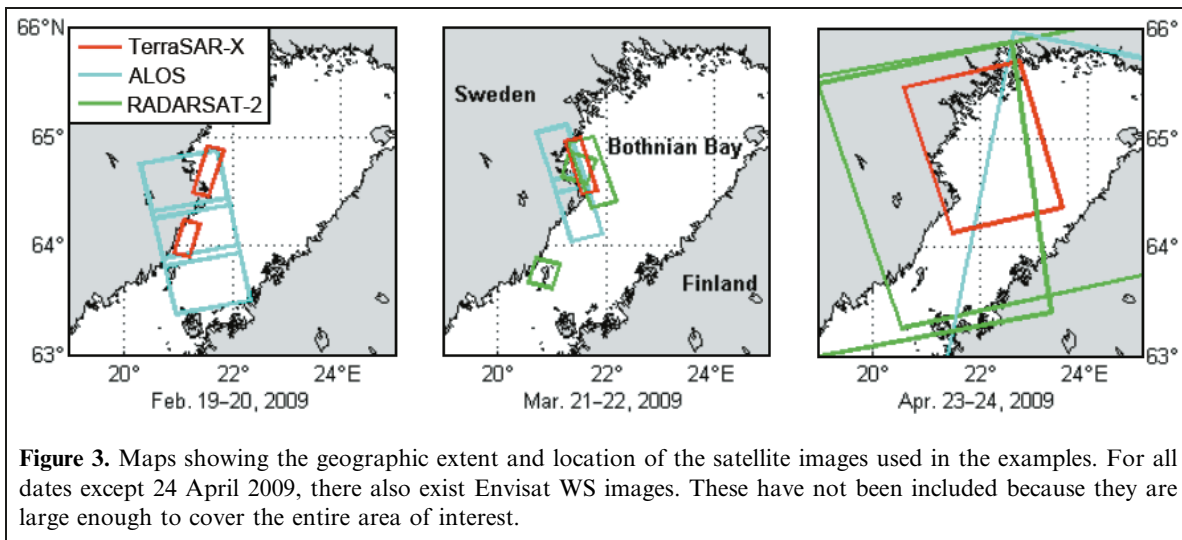 66°N
TerraSAR-X
ALOS
RADARSAT-2
65°
64°
63°
20°
22°
24°E
Feb. 19–20, 2009
Sweden
Bothnian Bay
Finland
20°
22°
24°E
Mar. 21–22, 2009
66°
65°
64°
63°
20°
22°
24°E
Apr. 23–24, 2009
Figure 3. Maps showing the geographic extent and location of the satellite images used in the examples. For all
dates except 24 April 2009, there also exist Envisat WS images. These have not been included because they are
large enough to cover the entire area of interest.